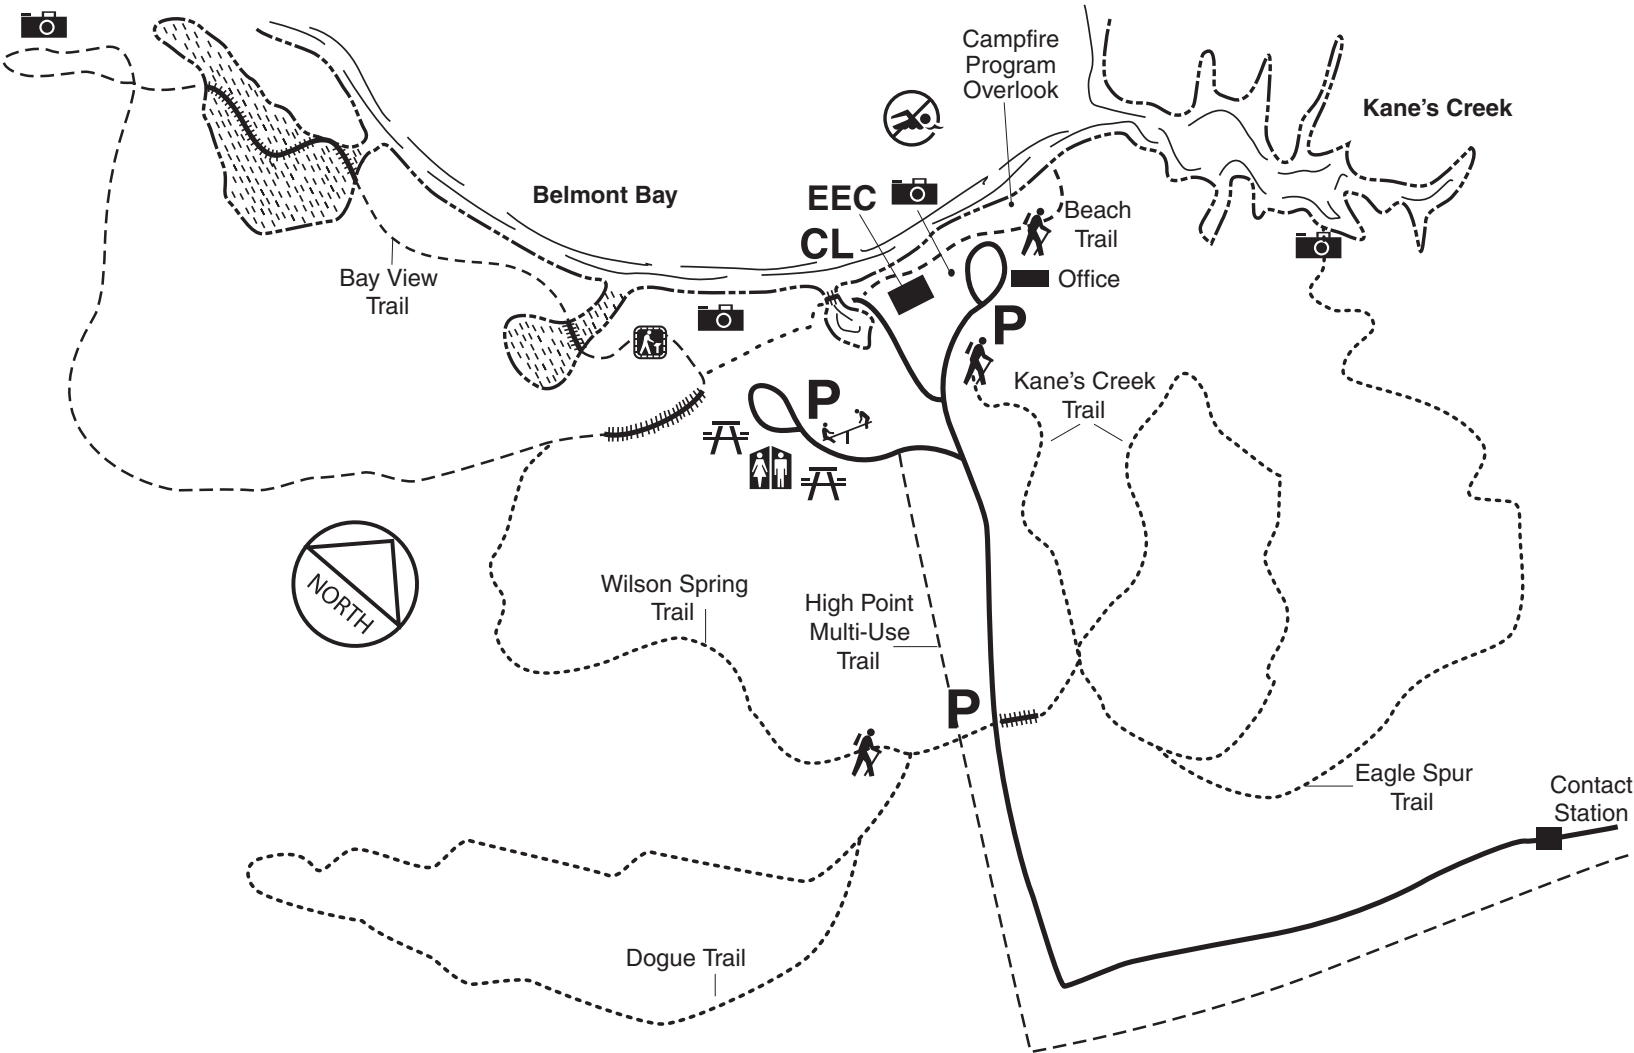 Campfire
Program
Overlook
Kane's Creek
Belmont Bay
EEC
CL
Beach
Trail
Office
Bay View
Trail
P
P
Kane's Creek
Trail
NORTH
Wilson Spring
Trail
High Point
Multi-Use
Trail
P
Eagle Spur
Trail
Contact
Station
Dogue Trail